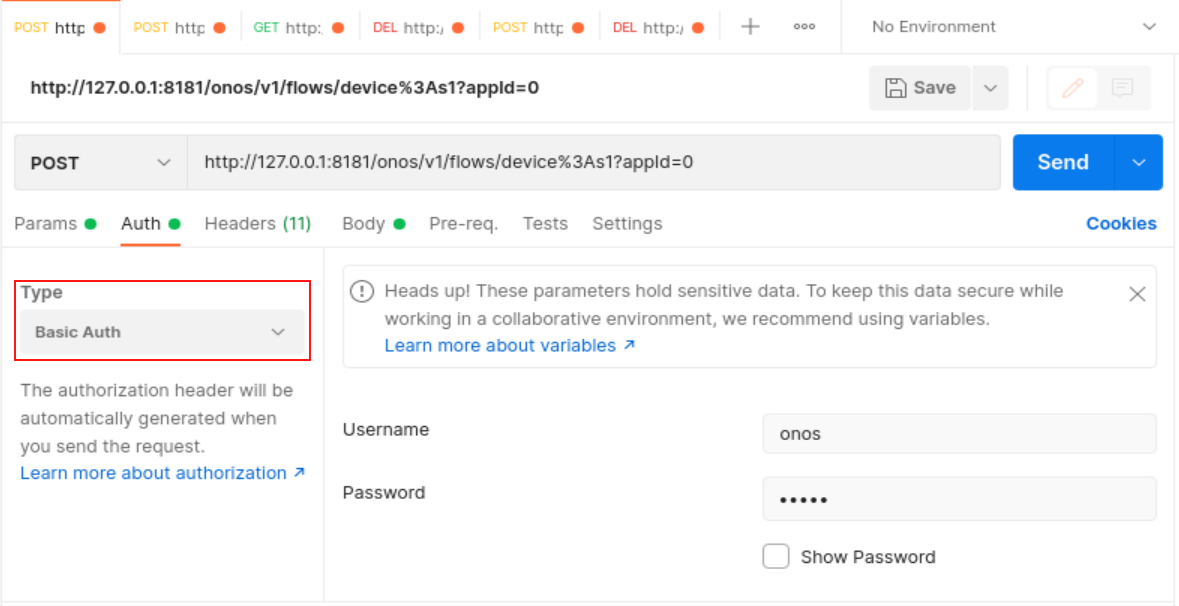 POST http POST http GET http: DEL http:/ POST http DEL http:/ No Environment
http://127.0.0.1:8181/onos/v1/flows/device%3As1?appId=0 Save
POST http://127.0.0.1:8181/onos/v1/flows/device%3As1?appId=0 Send
Params Auth Headers (11) Body Pre-req. Tests Settings Cookies
Type
Basic Auth
The authorization header will be
automatically generated when
you send the request.
Learn more about authorization ↗
Heads up! These parameters hold sensitive data. To keep this data secure while
working in a collaborative environment, we recommend using variables.
Learn more about variables ↗
Username onos
Password •••••
Show Password